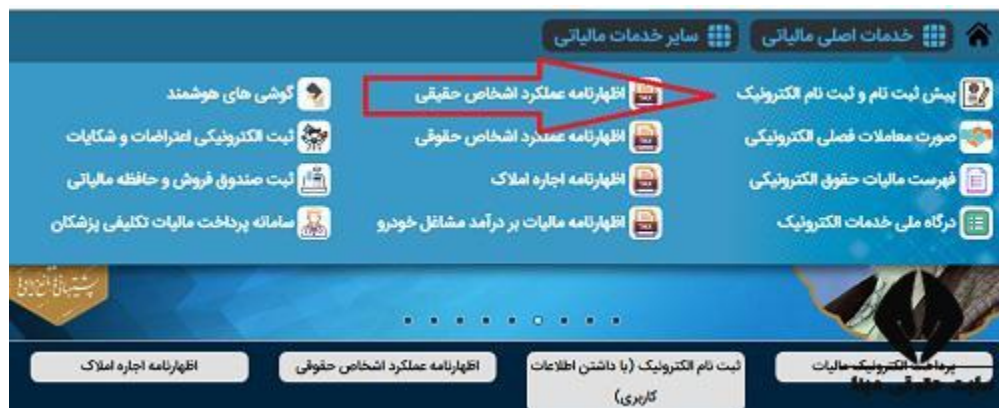 خدمات اصلی مالیاتی
سایر خدمات مالیاتی
پیش ثبت نام و ثبت نام الکترونیک
اظهارنامه عملکرد اشخاص حقیقی
گوشی های هوشمند
صورت معاملات فصلی الکترونیکی
اظهارنامه عملکرد اشخاص حقوقی
ثبت الکترونیکی اعتراضات و شکایات
فهرست مالیات حقوق الکترونیکی
اظهارنامه اجاره املاک
ثبت صندوق فروش و حافظه مالیاتی
درگاه ملی خدمات الکترونیک
اظهارنامه مالیات بر درآمد مشاغل خودرو
سامانه پرداخت مالیات تکلیفی پزشکان
پرداخت الکترونیک مالیات
ثبت نام الکترونیک (با داشتن اطلاعات
کاربری)
اظهارنامه عملکرد اشخاص حقوقی
اظهارنامه اجاره املاک